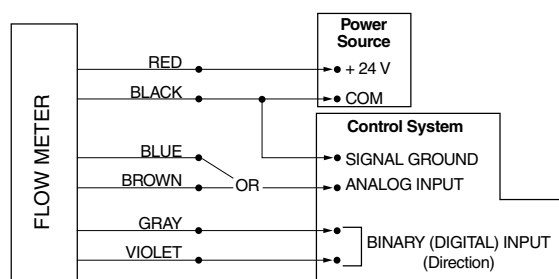 Power
Source
RED
+ 24 V
BLACK
COM
Control System
FLOW METER
BLUE
SIGNAL GROUND
BROWN
OR
ANALOG INPUT
GRAY
BINARY (DIGITAL) INPUT
(Direction)
VIOLET